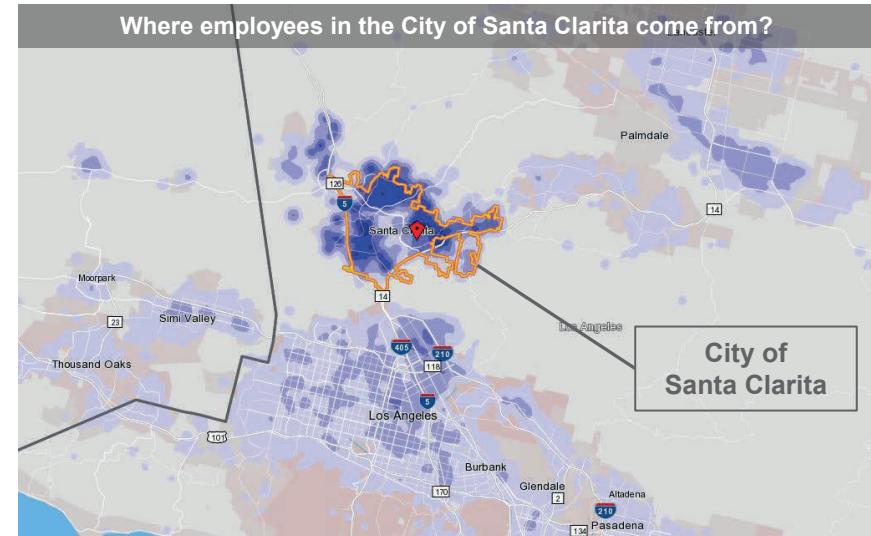 Where employees in the City of Santa Clarita come from?
Lancaster
Palmdale
126
5
14
Santa Clarita
Moorpark
14
23
Simi Valley
Los Angeles
405
210
118
City of
Santa Clarita
Thousand Oaks
5
Los Angeles
101
Burbank
170
Glendale
2
Altadena
210
134
Pasadena